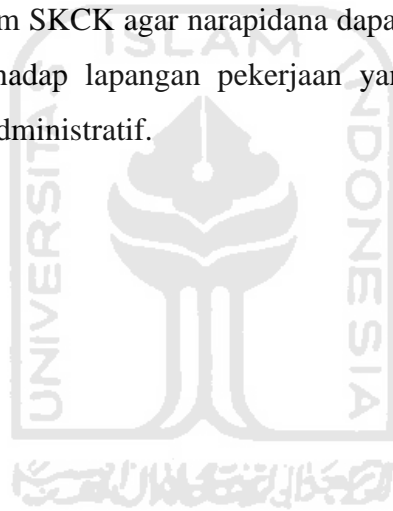 m SKCK agar narapidana dapa
hadap lapangan pekerjaan yan
dministratif.
ISLAM
UNIVERSITAS
INDONESIA